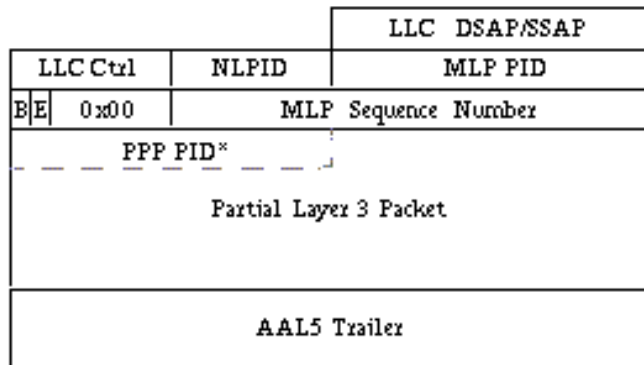 LLC DSAP/SSAP
LLC Ctrl NLPID MLP PID
B E 0x00 MLP Sequence Number
PPP PID*
Partial Layer 3 Packet
AAL5 Trailer